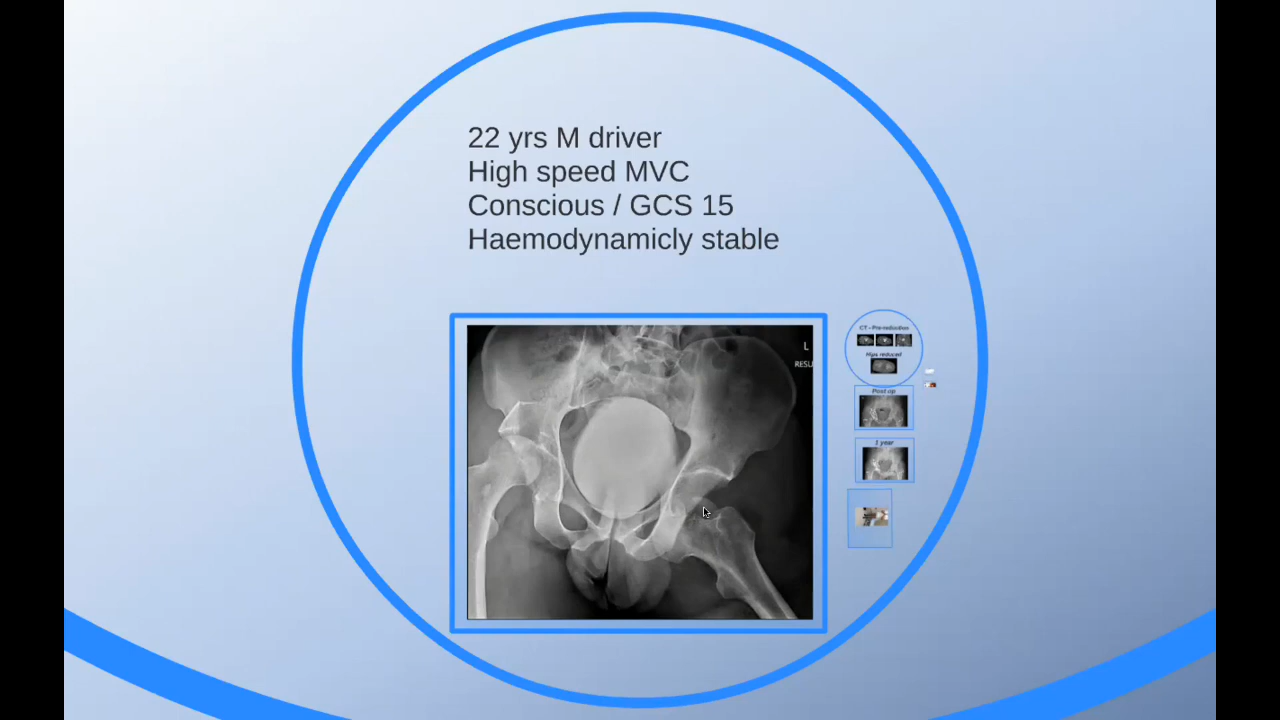 22 yrs M driver
High speed MVC
Conscious / GCS 15
Haemodynamicly stable
L
RESU
CT - Pre-reduction
Hips reduced
Post op
1 year